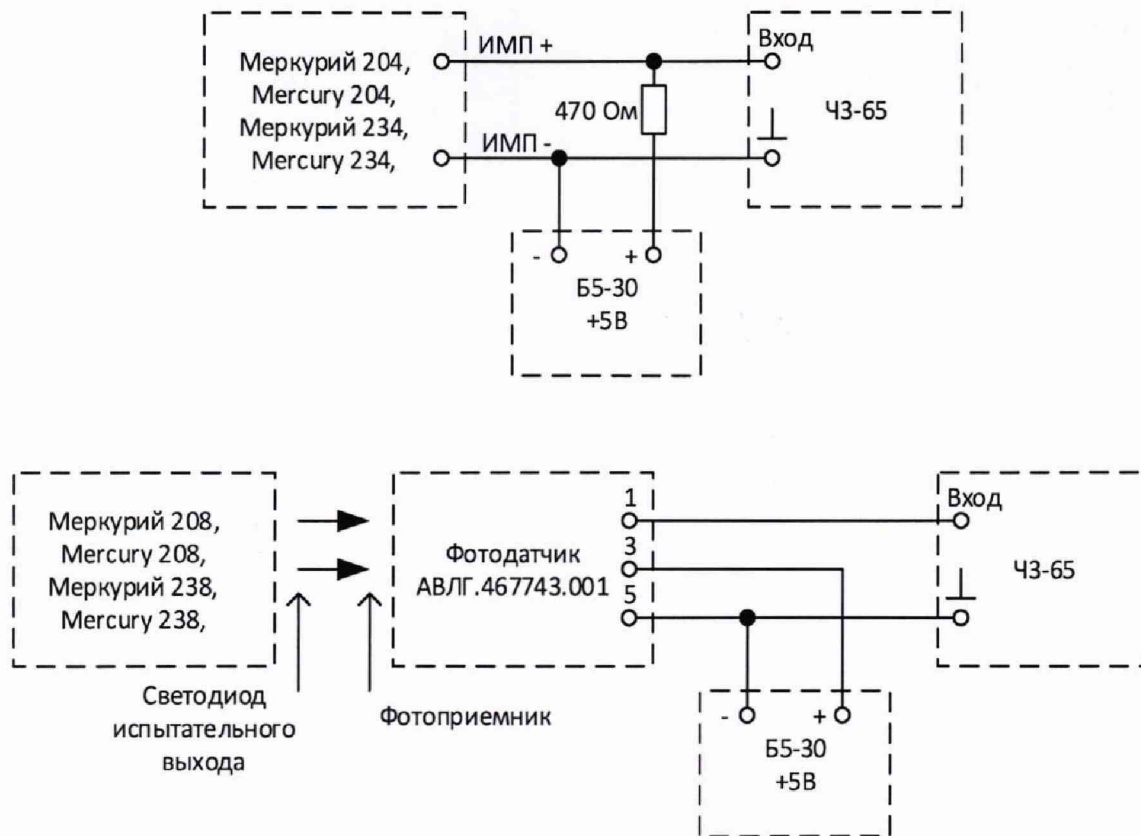 Меркурий 204,
Mercury 204,
Меркурий 234,
Mercury 234,
ИМП +
ИМП -
470 Ом
Вход
Ч3-65
- +
Б5-30
+5В
Меркурий 208,
Mercury 208,
Меркурий 238,
Mercury 238,
Светодиод
испытательного
выхода
Фотоприемник
Фотодатчик
АВЛГ.467743.001
1
3
5
Вход
Ч3-65
- +
Б5-30
+5В